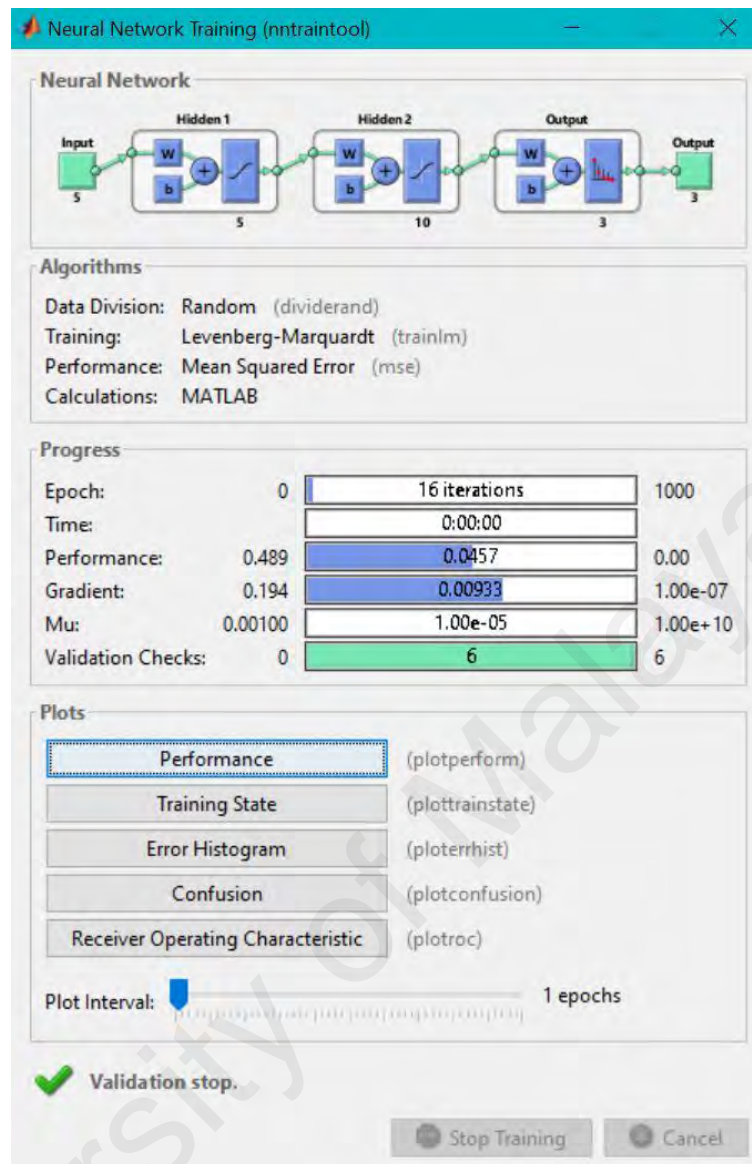 Neural Network Training (nntraintool)
Neural Network
Hidden 1 Hidden 2 Output
Input Output
W W W
b b b
5 5 10 3 3
Algorithms
Data Division: Random (dividerand)
Training: Levenberg-Marquardt (trainlm)
Performance: Mean Squared Error (mse)
Calculations: MATLAB
Progress
Epoch: 0 16 iterations 1000
Time: 0:00:00
Performance: 0.489 0.0457 0.00
Gradient: 0.194 0.00933 1.00e-07
Mu: 0.00100 1.00e-05 1.00e+10
Validation Checks: 0 6 6
Plots
Performance (plotperform)
Training State (plottrainstate)
Error Histogram (ploterrhist)
Confusion (plotconfusion)
Receiver Operating Characteristic (plotroc)
Plot Interval: 1 epochs
Validation stop.
Stop Training Cancel
rsity of Malaya